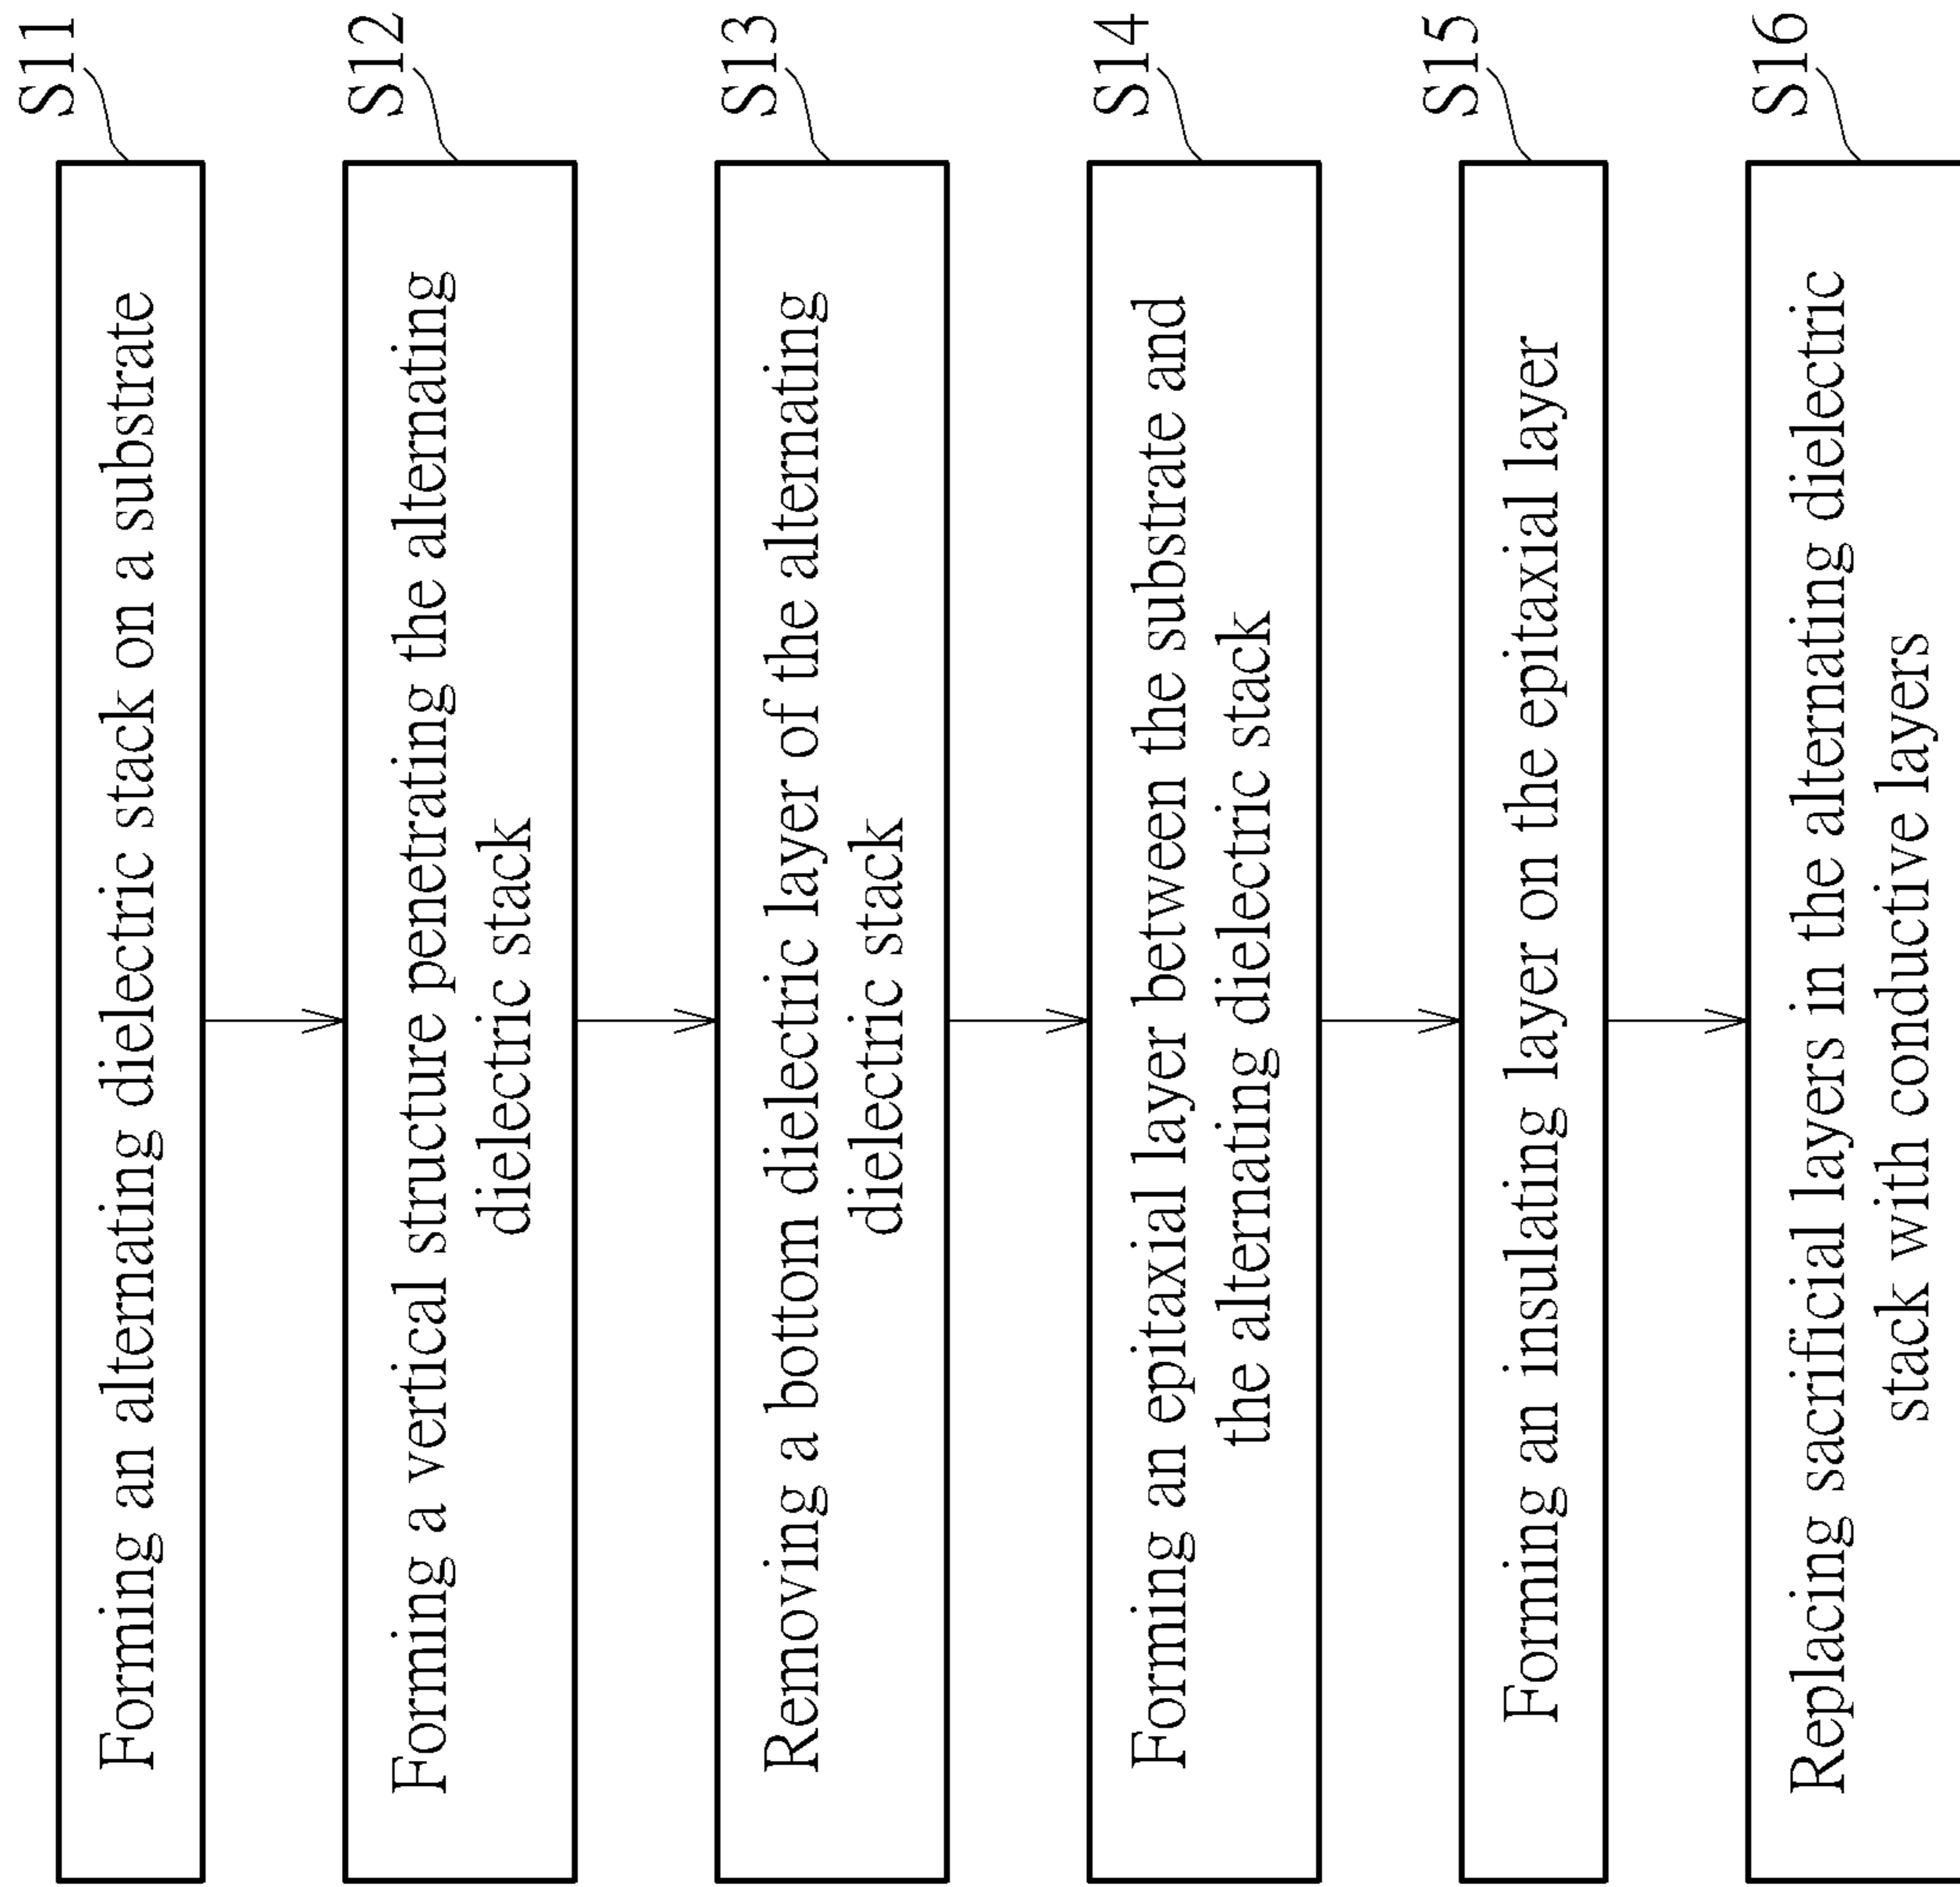 S11
Forming an alternating dielectric stack on a substrate
S12
Forming a vertical structure penetrating the alternating
dielectric stack
S13
Removing a bottom dielectric layer of the alternating
dielectric stack
S14
Forming an epitaxial layer between the substrate and
the alternating dielectric stack
S15
Forming an insulating layer on the epitaxial layer
S16
Replacing sacrificial layers in the alternating dielectric
stack with conductive layers